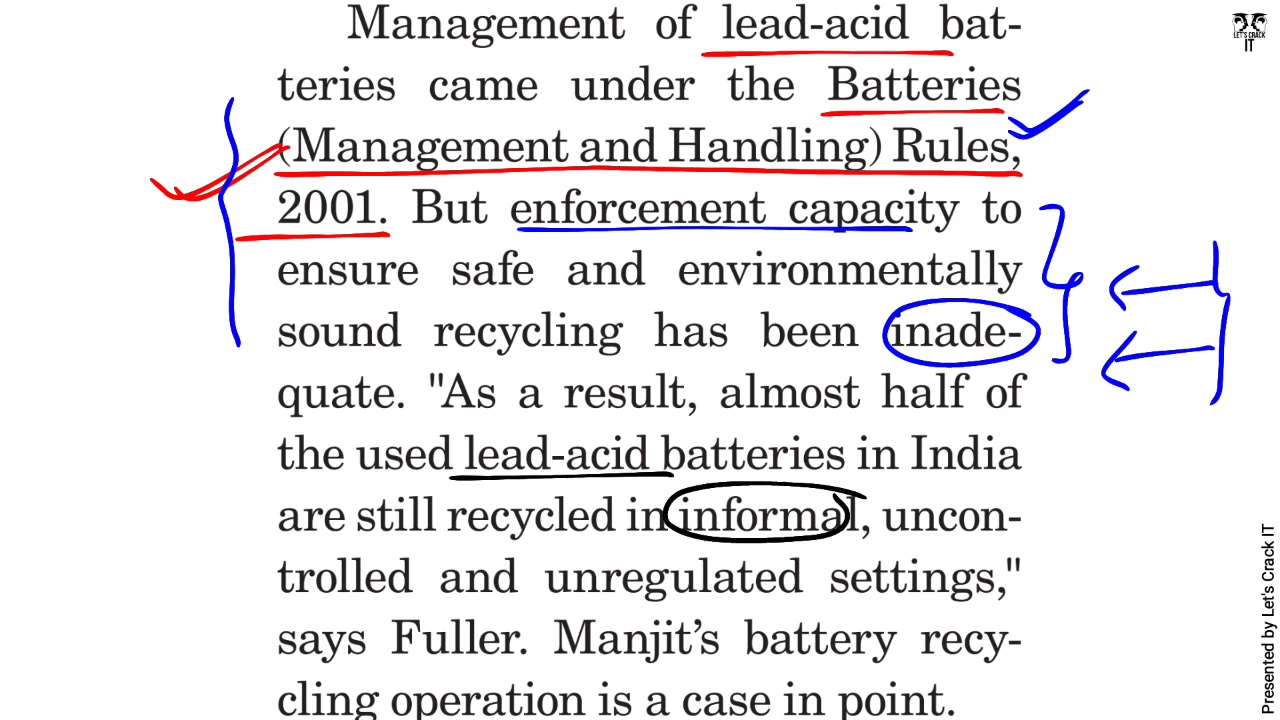 Management of lead-acid bat-
teries came under the Batteries
(Management and Handling) Rules,
2001. But enforcement capacity to
ensure safe and environmentally
sound recycling has been inade-
quate. "As a result, almost half of
the used lead-acid batteries in India
are still recycled in informal, uncon-
trolled and unregulated settings,"
says Fuller. Manjit's battery recy-
cling operation is a case in point.
LET'S CRACK
IT
Presented by Let's Crack IT